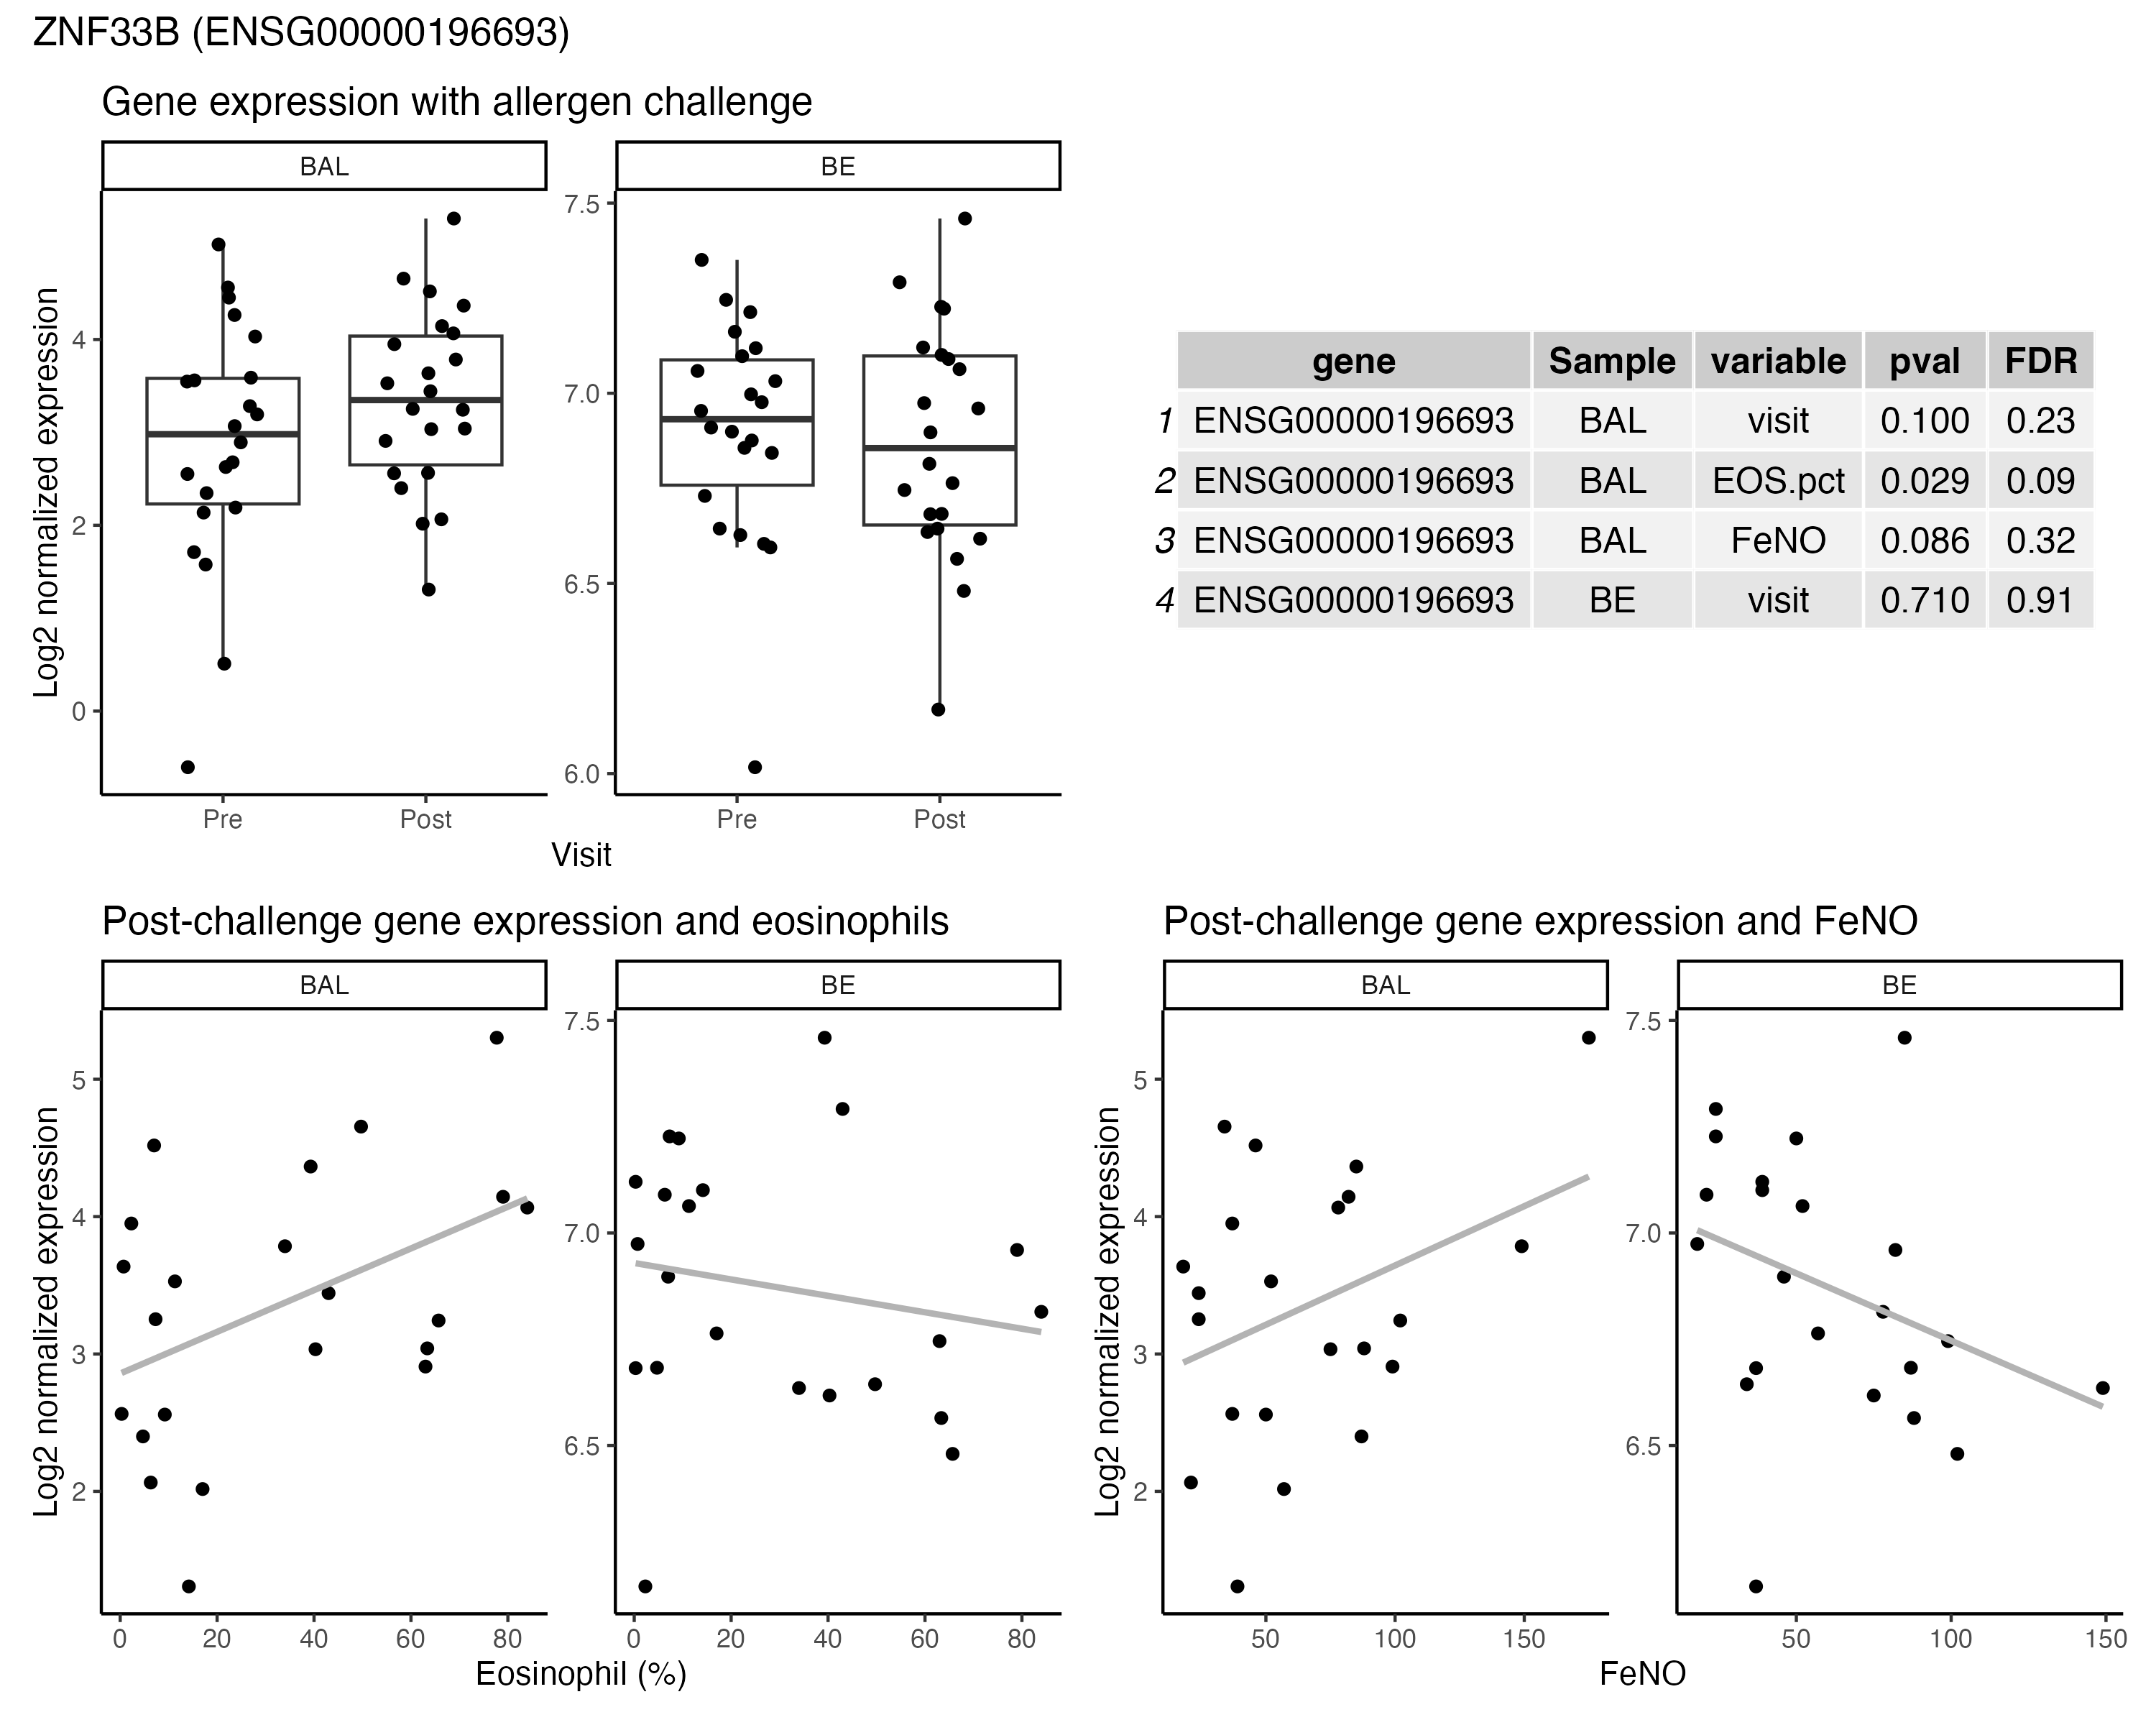 ZNF33B (ENSG00000196693)
Gene expression with allergen challenge
BAL BE
Log2 normalized expression
4
2
0
7.5
7.0
6.5
6.0
Pre Post Pre Post
Visit
gene Sample variable pval FDR
1 ENSG00000196693 BAL visit 0.100 0.23
2 ENSG00000196693 BAL EOS.pct 0.029 0.09
3 ENSG00000196693 BAL FeNO 0.086 0.32
4 ENSG00000196693 BE visit 0.710 0.91
Post-challenge gene expression and eosinophils
BAL BE
Log2 normalized expression
5
4
3
2
7.5
7.0
6.5
0 20 40 60 80 0 20 40 60 80
Eosinophil (%)
Post-challenge gene expression and FeNO
BAL BE
Log2 normalized expression
5
4
3
2
7.5
7.0
6.5
50 100 150 50 100 150
FeNO